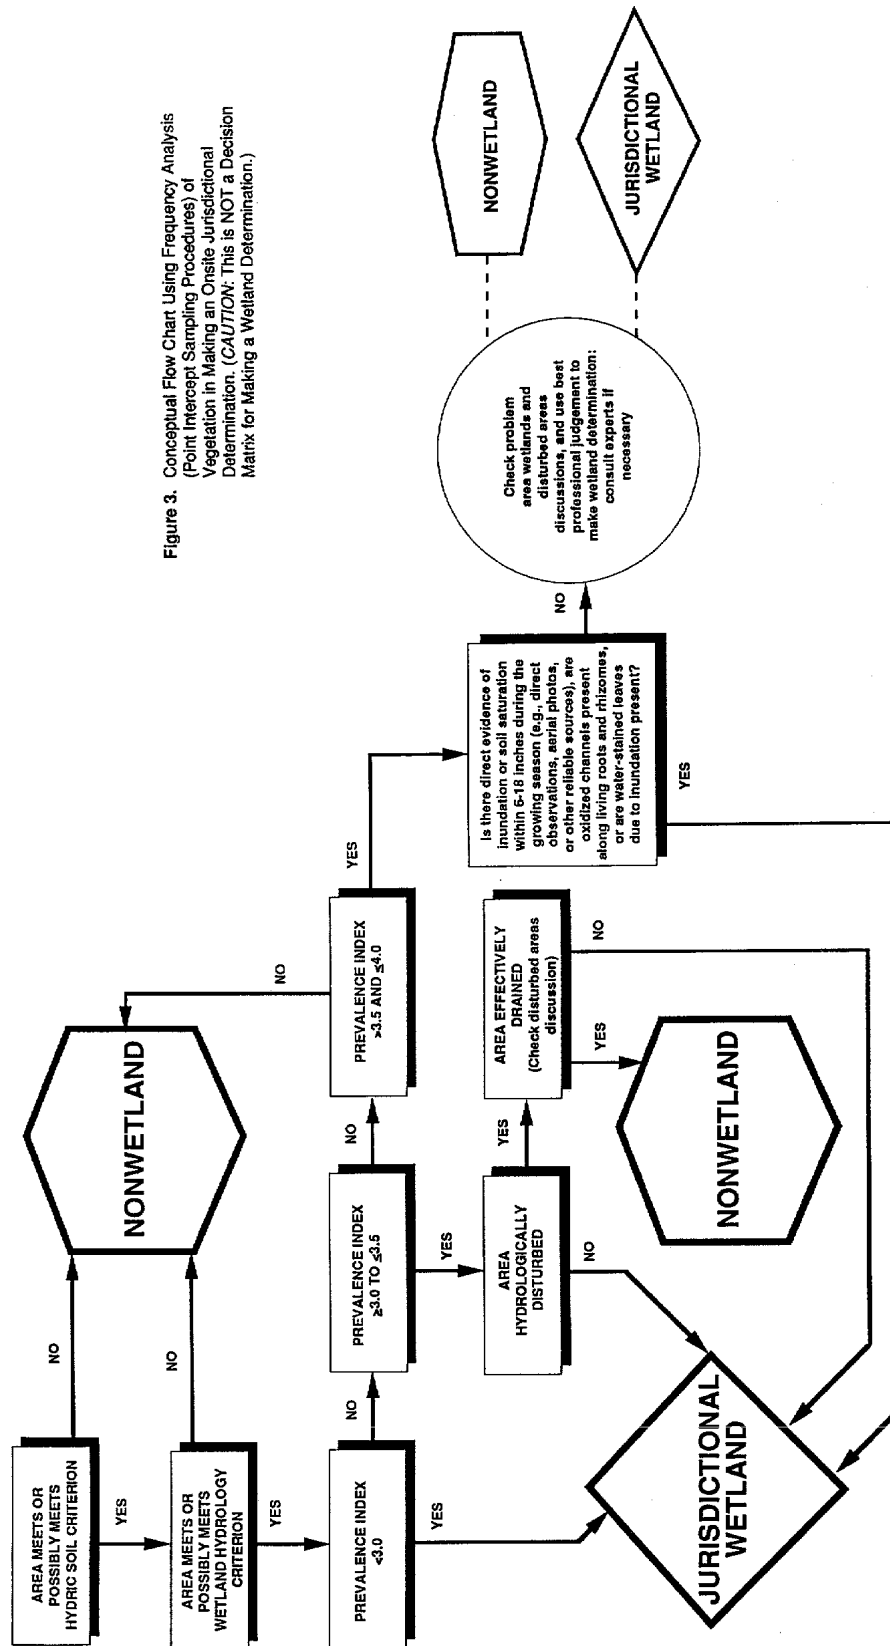 Figure 3. Conceptual Flow Chart Using Frequency Analysis
(Point Intercept Sampling Procedures) of
Vegetation in Making an Onsite Jurisdictional
Determination. (CAUTION: This is NOT a Decision
Matrix for Making a Wetland Determination.)
AREA MEETS OR
POSSIBLY MEETS
HYDRIC SOIL CRITERION
NO
YES
NONWETLAND
AREA MEETS OR
POSSIBLY MEETS
WETLAND HYDROLOGY
CRITERION
NO
YES
PREVALENCE INDEX
<3.0
NO
YES
PREVALENCE INDEX
≥3.0 TO ≤3.5
NO
YES
PREVALENCE INDEX
>3.5 AND ≤4.0
NO
YES
AREA
HYDROLOGICALLY
DISTURBED
YES
NO
AREA EFFECTIVELY
DRAINED
(Check disturbed areas
discussion)
YES
NO
Is there direct evidence of
inundation or soil saturation
within 6-18 inches during the
growing season (e.g., direct
observations, aerial photos,
or other reliable sources), are
oxidized channels present
along living roots and rhizomes,
or are water-stained leaves
due to inundation present?
NO
YES
Check problem
area wetlands and
disturbed areas
discussions, and use best
professional judgement to
make wetland determination:
consult experts if
necessary
NONWETLAND
JURISDICTIONAL
WETLAND
JURISDICTIONAL
WETLAND
NONWETLAND